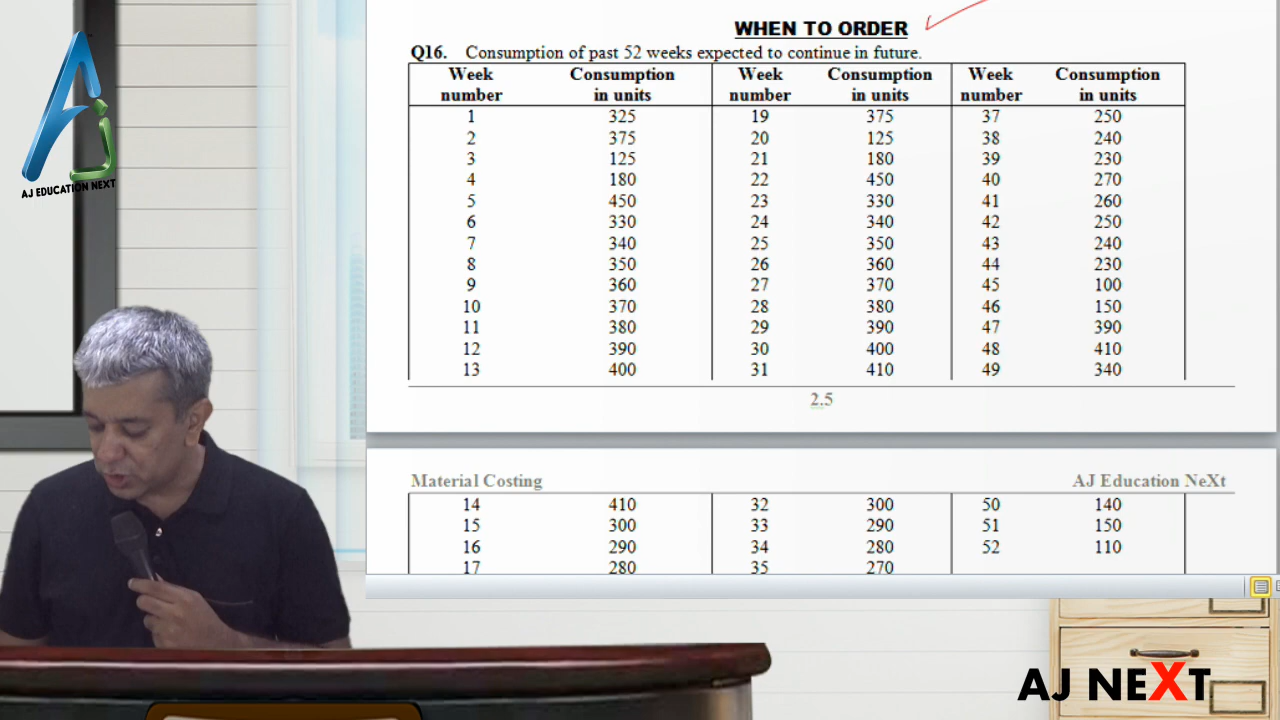 AJ EDUCATION NEXT
WHEN TO ORDER
Q16. Consumption of past 52 weeks expected to continue in future.
Week number Consumption in units Week number Consumption in units Week number Consumption in units
1 325 19 375 37 250
2 375 20 125 38 240
3 125 21 180 39 230
4 180 22 450 40 270
5 450 23 330 41 260
6 330 24 340 42 250
7 340 25 350 43 240
8 350 26 360 44 230
9 360 27 370 45 100
10 370 28 380 46 150
11 380 29 390 47 390
12 390 30 400 48 410
13 400 31 410 49 340
2.5
Material Costing AJ Education NeXt
14 410 32 300 50 140
15 300 33 290 51 150
16 290 34 280 52 110
17 280 35 270
AJ NEXT